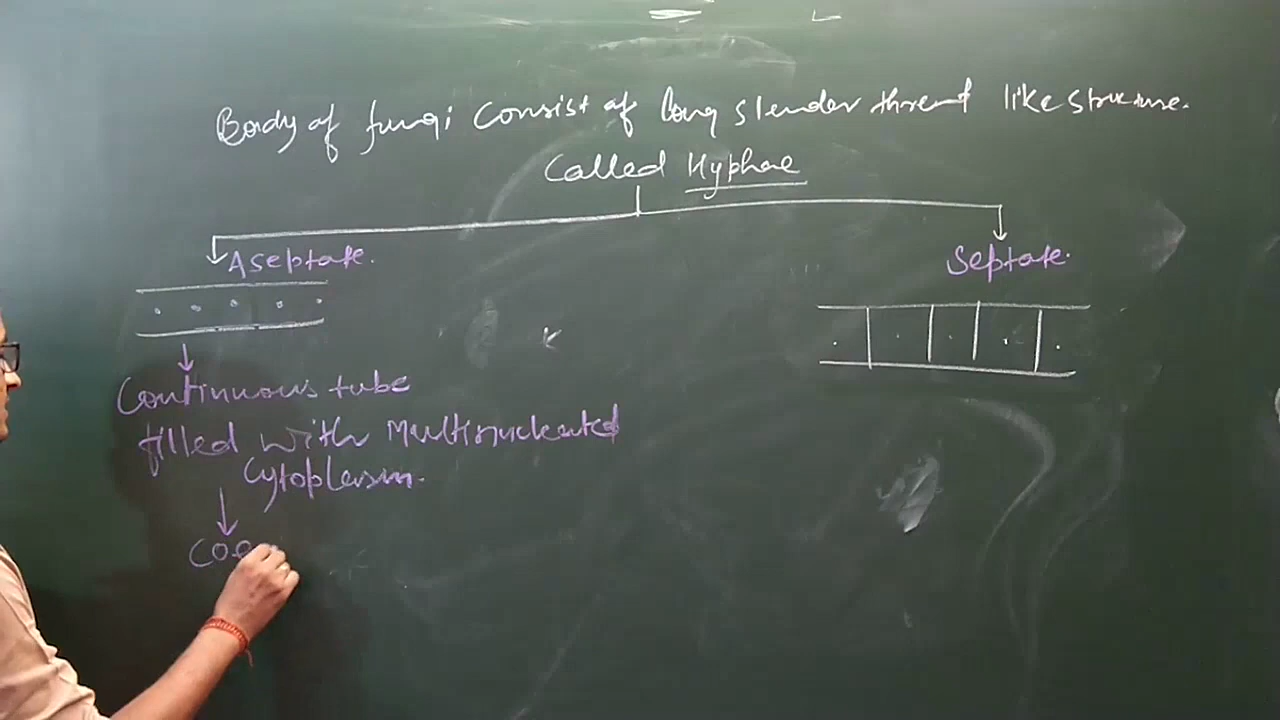 Body of fungi consist of long slender thread like structure.
Called Hyphae
Aseptate.
Septate.
Continuous tube
filled with Multinucleated
Cytoplasm.
Coe